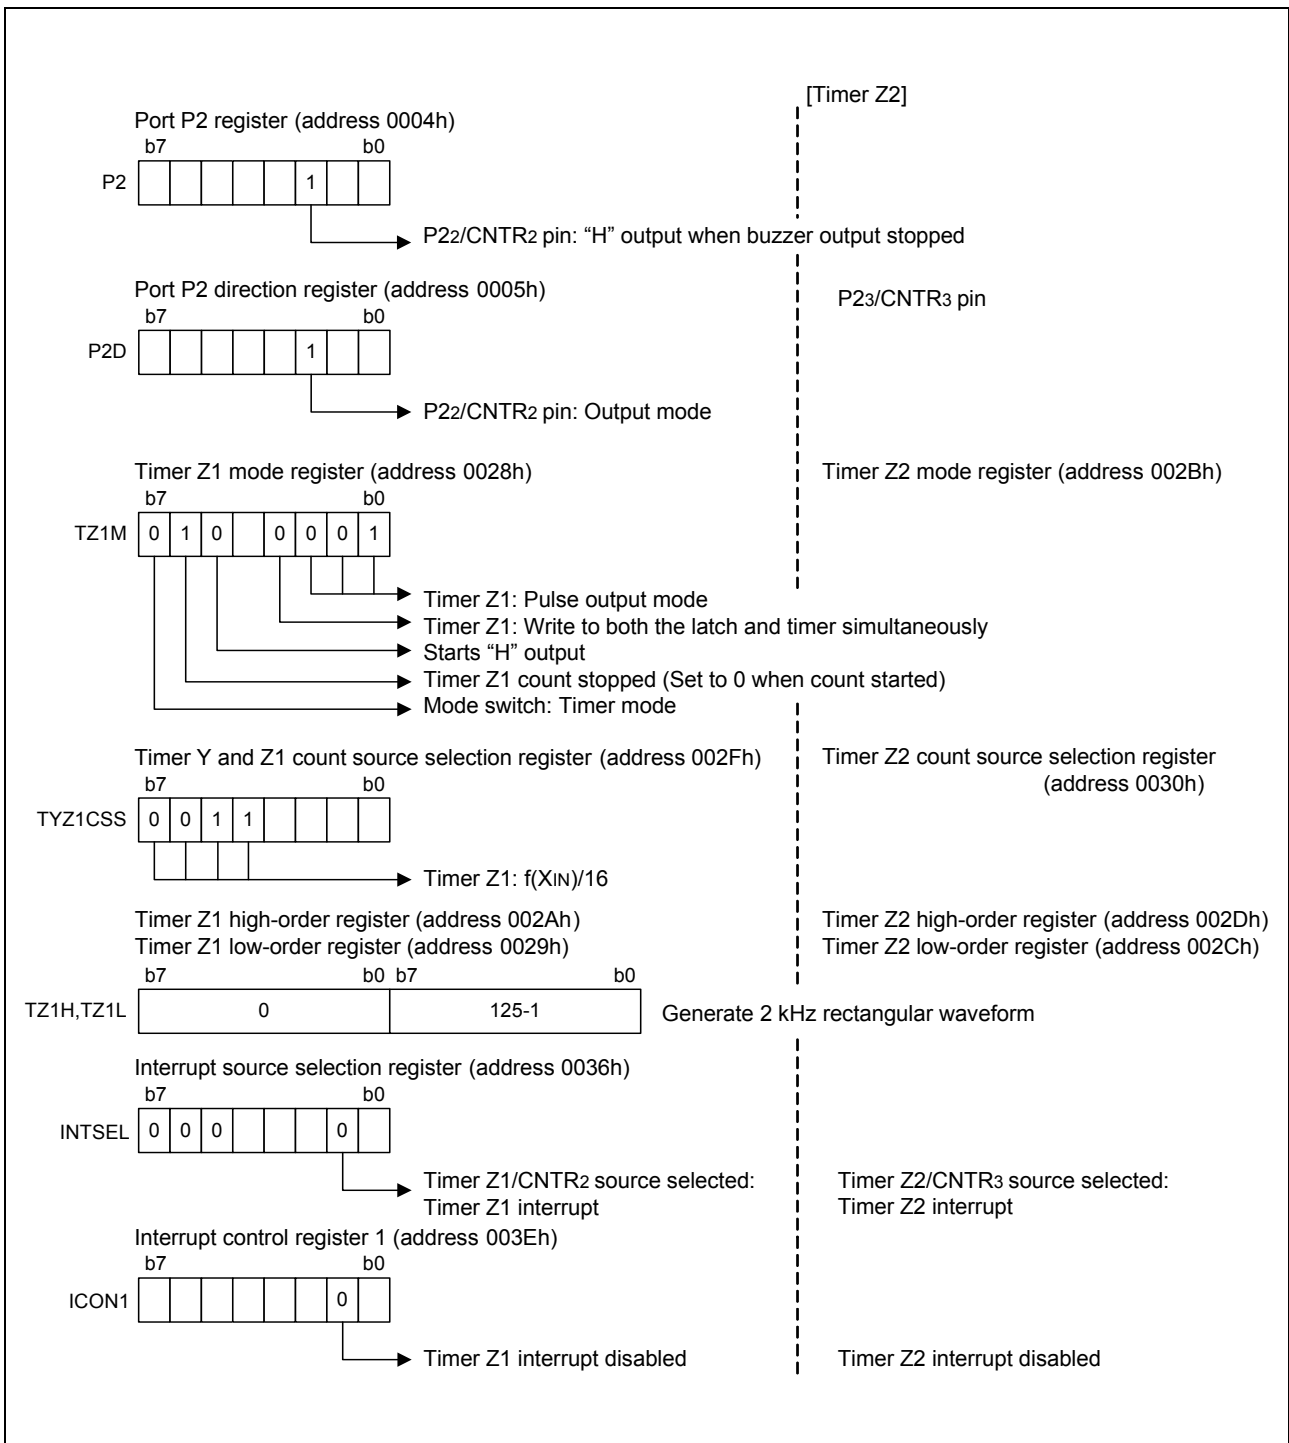 [Timer Z2]
Port P2 register (address 0004h)
b7 b0
P2 1
P22/CNTR2 pin: “H” output when buzzer output stopped
Port P2 direction register (address 0005h)
P23/CNTR3 pin
b7 b0
P2D 1
P22/CNTR2 pin: Output mode
Timer Z1 mode register (address 0028h) Timer Z2 mode register (address 002Bh)
b7 b0
TZ1M 0 1 0 0 0 0 1
Timer Z1: Pulse output mode
Timer Z1: Write to both the latch and timer simultaneously
Starts “H” output
Timer Z1 count stopped (Set to 0 when count started)
Mode switch: Timer mode
Timer Y and Z1 count source selection register (address 002Fh) Timer Z2 count source selection register
b7 b0 (address 0030h)
TYZ1CSS 0 0 1 1
Timer Z1: f(XIN)/16
Timer Z1 high-order register (address 002Ah) Timer Z2 high-order register (address 002Dh)
Timer Z1 low-order register (address 0029h) Timer Z2 low-order register (address 002Ch)
b7 b0 b7 b0
TZ1H,TZ1L 0 125-1 Generate 2 kHz rectangular waveform
Interrupt source selection register (address 0036h)
b7 b0
INTSEL 0 0 0 0
Timer Z1/CNTR2 source selected: Timer Z2/CNTR3 source selected:
Timer Z1 interrupt Timer Z2 interrupt
Interrupt control register 1 (address 003Eh)
b7 b0
ICON1 0
Timer Z1 interrupt disabled Timer Z2 interrupt disabled